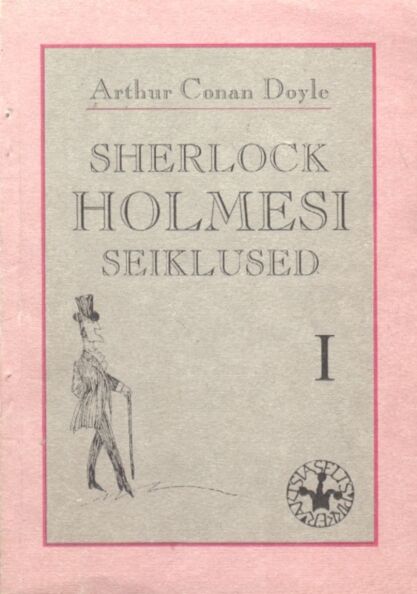 Arthur Conan Doyle
SHERLOCK
HOLMESI
SEIKLUSED
I